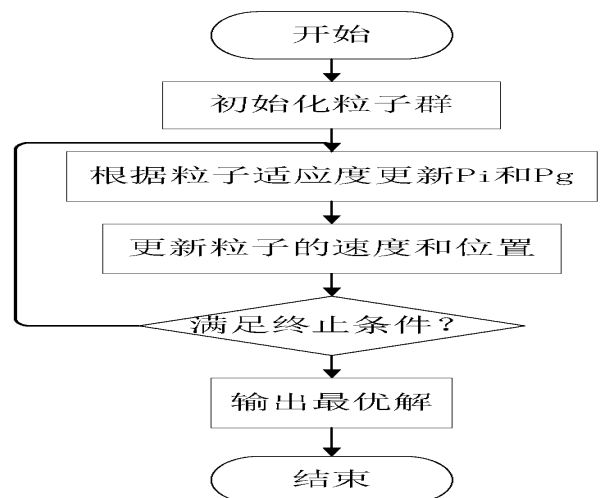 开始
初始化粒子群
根据粒子适应度更新Pi和Pg
更新粒子的速度和位置
满足终止条件？
输出最优解
结束